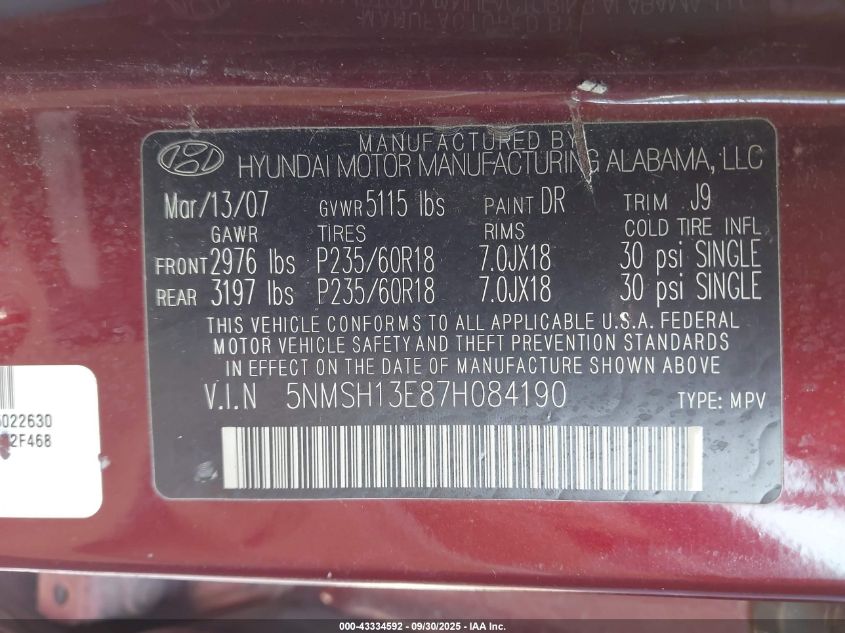 MANUFACTURED BY
HYUNDAI MOTOR MANUFACTURING ALABAMA, LLC
Mar/13/07 GVWR 5115 lbs PAINT DR TRIM J9
GAWR TIRES RIMS COLD TIRE INFL
FRONT 2976 lbs P235/60R18 7.0JX18 30 psi SINGLE
REAR 3197 lbs P235/60R18 7.0JX18 30 psi SINGLE
THIS VEHICLE CONFORMS TO ALL APPLICABLE U.S.A. FEDERAL
MOTOR VEHICLE SAFETY AND THEFT PREVENTION STANDARDS
IN EFFECT ON THE DATE OF MANUFACTURE SHOWN ABOVE
V.I.N 5NMSH13E87H084190 TYPE: MPV
022630
2F468
000-43334592 - 09/30/2025 - IAA Inc.